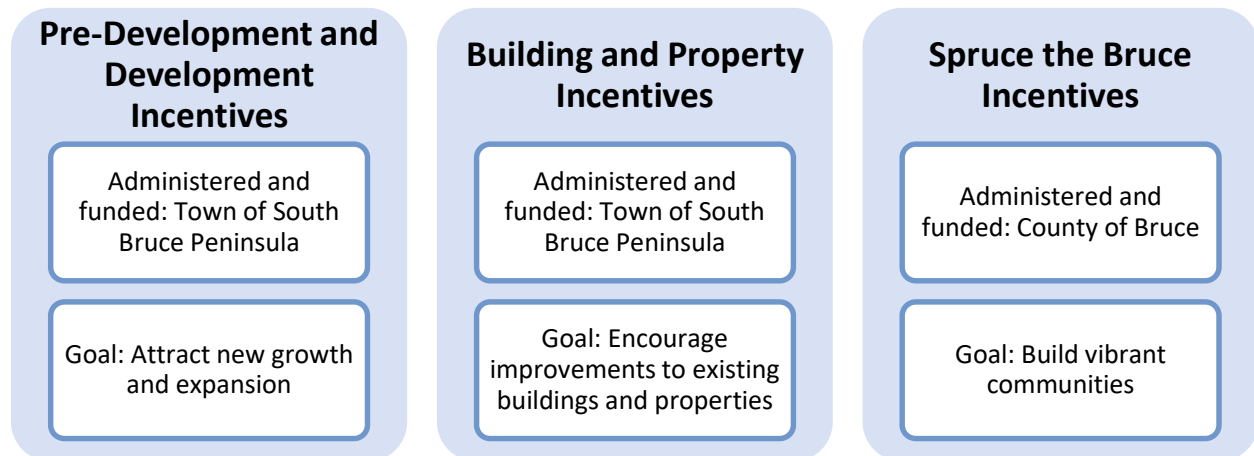 Pre-Development and
Development
Incentives
Administered and
funded: Town of South
Bruce Peninsula
Goal: Attract new growth
and expansion
Building and Property
Incentives
Administered and
funded: Town of South
Bruce Peninsula
Goal: Encourage
improvements to existing
buildings and properties
Spruce the Bruce
Incentives
Administered and
funded: County of Bruce
Goal: Build vibrant
communities